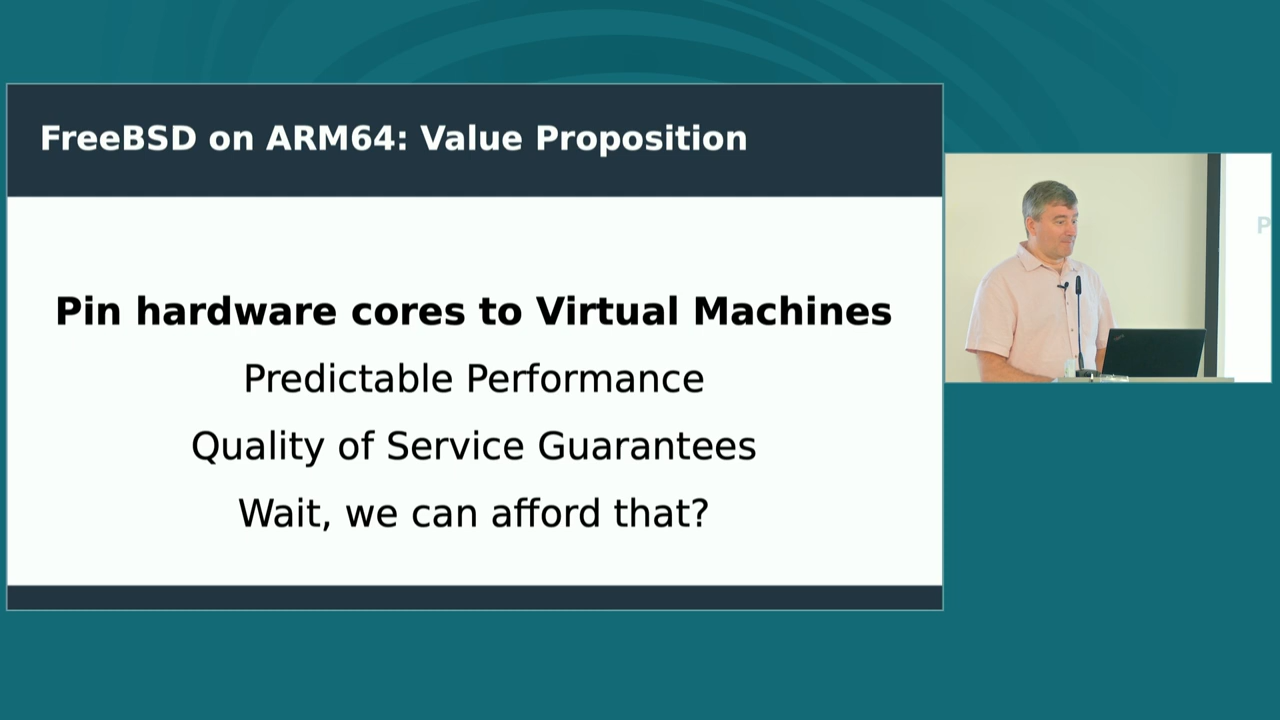 FreeBSD on ARM64: Value Proposition
Pin hardware cores to Virtual Machines
Predictable Performance
Quality of Service Guarantees
Wait, we can afford that?
P